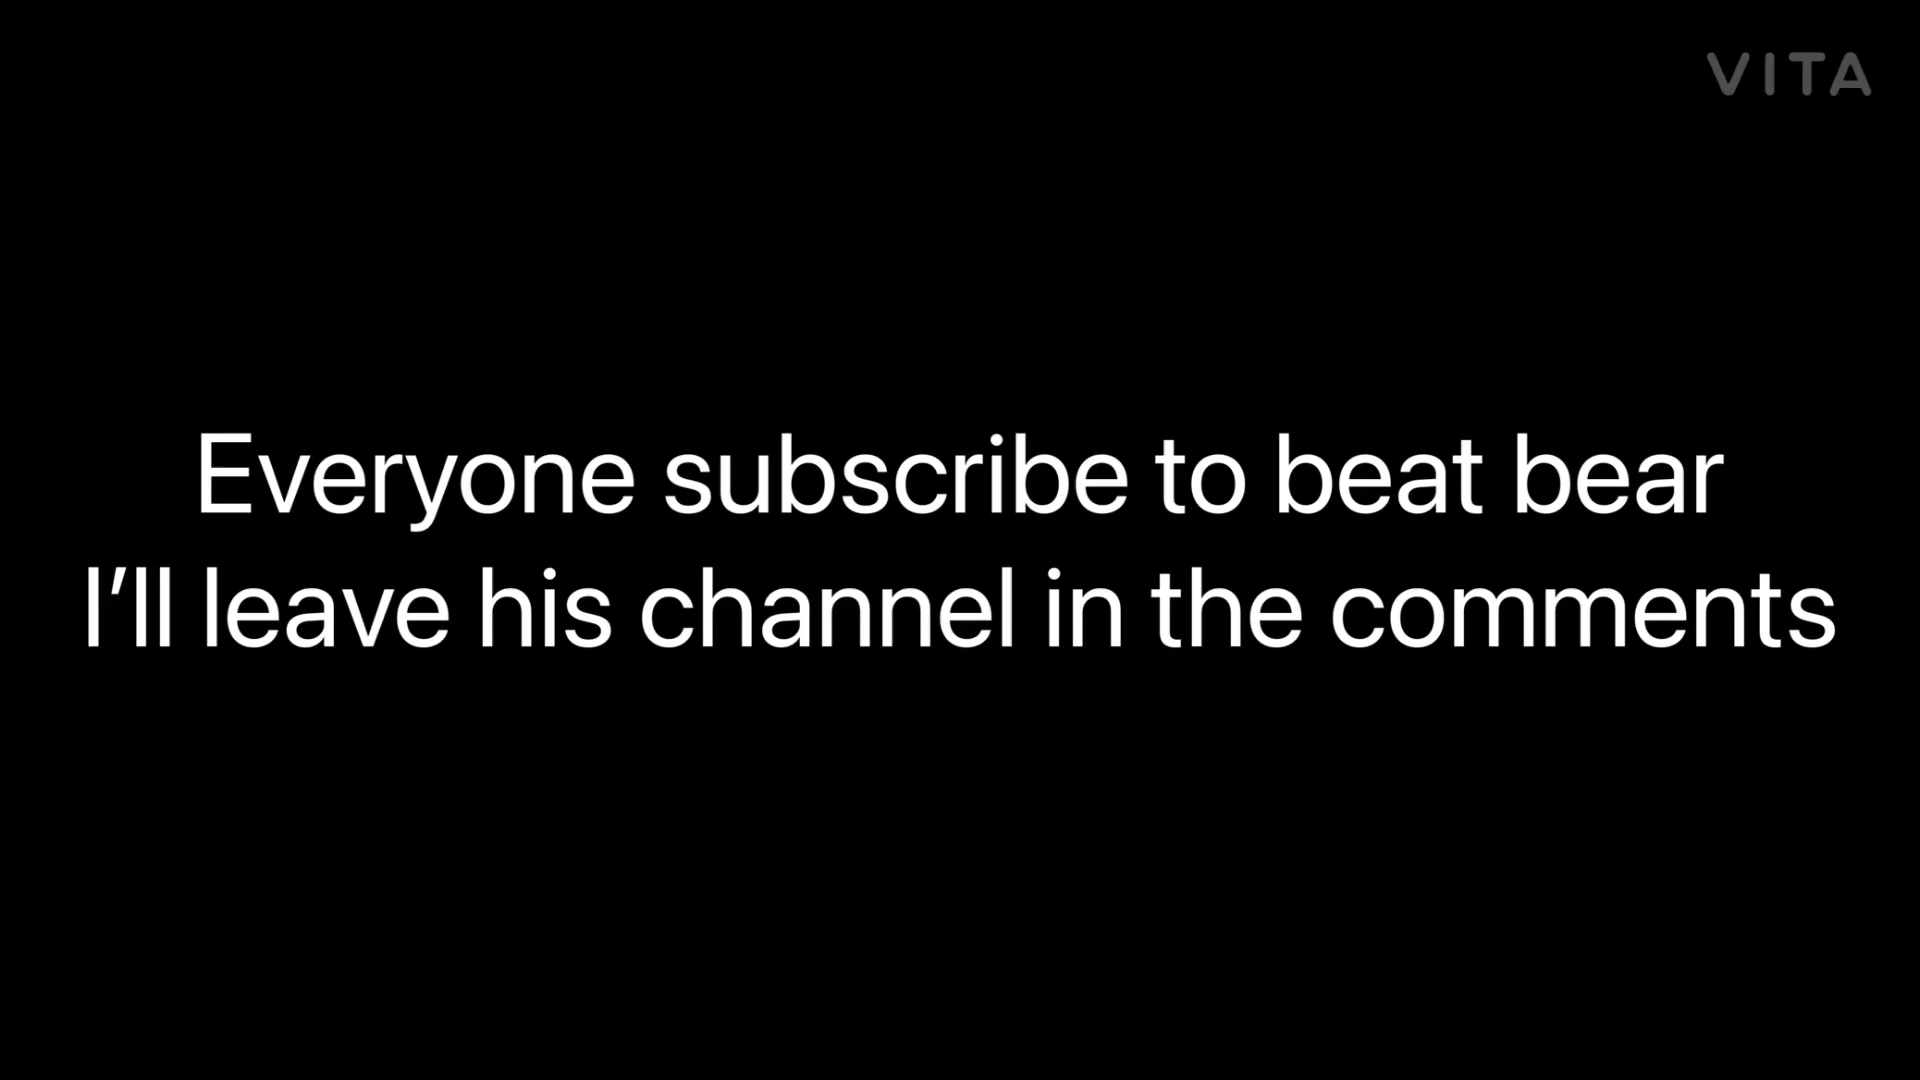 VITA
Everyone subscribe to beat bear
I’ll leave his channel in the comments